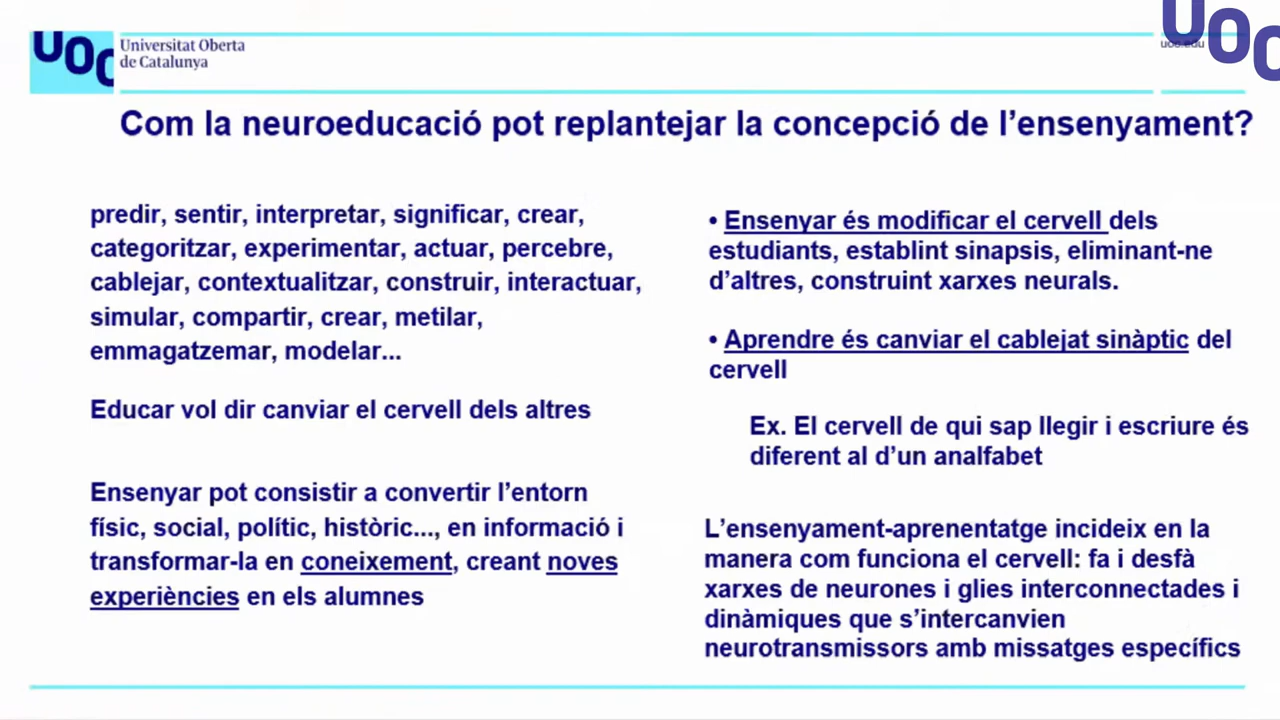 UOC
Universitat Oberta
de Catalunya
uoc.edu
UOC
Com la neuroeducació pot replantejar la concepció de l’ensenyament?
predir, sentir, interpretar, significar, crear,
categoritzar, experimentar, actuar, percebre,
cablejar, contextualitzar, construir, interactuar,
simular, compartir, crear, metilar,
emmagatzemar, modelar...
Educar vol dir canviar el cervell dels altres
Ensenyar pot consistir a convertir l’entorn
físic, social, polític, històric..., en informació i
transformar-la en coneixement, creant noves
experiències en els alumnes
• Ensenyar és modificar el cervell dels
estudiants, establint sinapsis, eliminant-ne
d’altres, construint xarxes neurals.
• Aprendre és canviar el cablejat sinàptic del
cervell
Ex. El cervell de qui sap llegir i escriure és
diferent al d’un analfabet
L’ensenyament-aprenentatge incideix en la
manera com funciona el cervell: fa i desfà
xarxes de neurones i glies interconnectades i
dinàmiques que s’intercanvien
neurotransmissors amb missatges específics